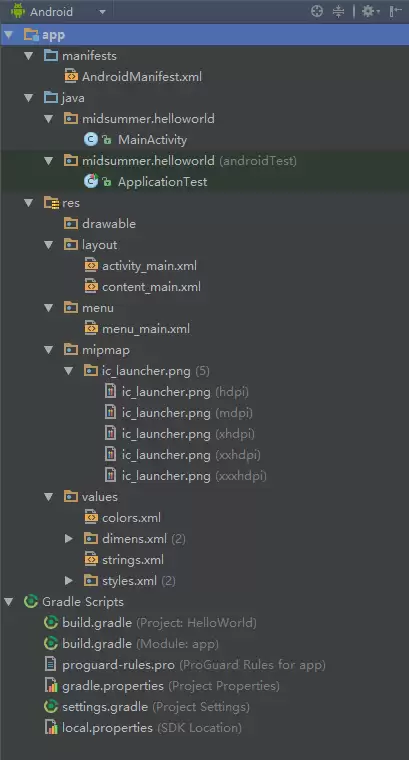 Android
app
manifests
AndroidManifest.xml
java
midsummer.helloworld
MainActivity
midsummer.helloworld (androidTest)
ApplicationTest
res
drawable
layout
activity_main.xml
content_main.xml
menu
menu_main.xml
mipmap
ic_launcher.png (5)
ic_launcher.png (hdpi)
ic_launcher.png (mdpi)
ic_launcher.png (xhdpi)
ic_launcher.png (xxhdpi)
ic_launcher.png (xxxhdpi)
values
colors.xml
dimens.xml (2)
strings.xml
styles.xml (2)
Gradle Scripts
build.gradle (Project: HelloWorld)
build.gradle (Module: app)
proguard-rules.pro (ProGuard Rules for app)
gradle.properties (Project Properties)
settings.gradle (Project Settings)
local.properties (SDK Location)